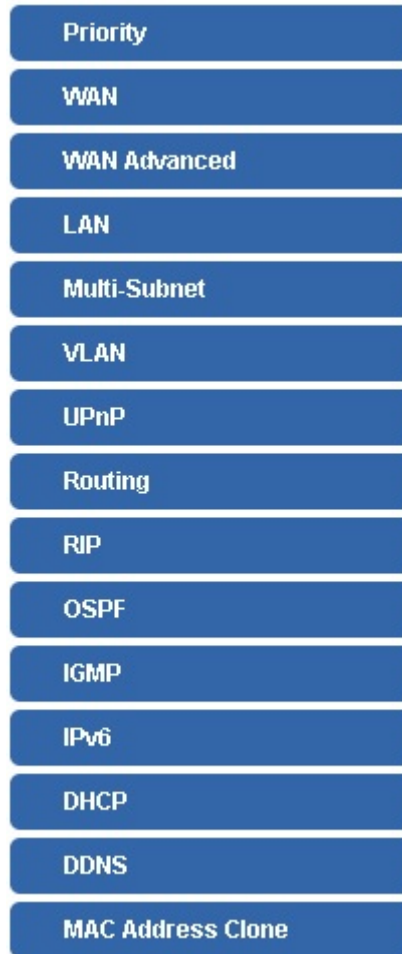 Priority
WAN
WAN Advanced
LAN
Multi-Subnet
VLAN
UPnP
Routing
RIP
OSPF
IGMP
IPv6
DHCP
DDNS
MAC Address Clone